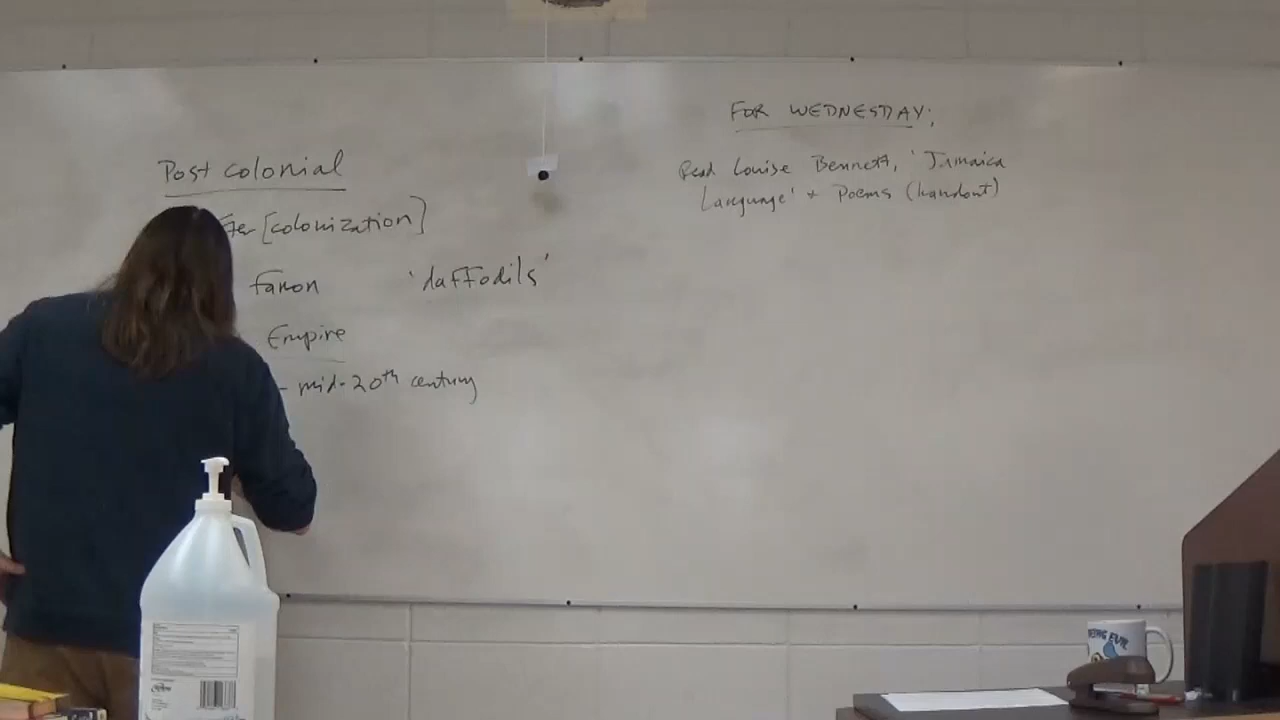 Post colonial
[colonization]
Fanon 'daffodils'
Empire
- mid-20th century
FOR WEDNESDAY:
Read Louise Bennett, 'Jamaica
Language' + Poems (handout)